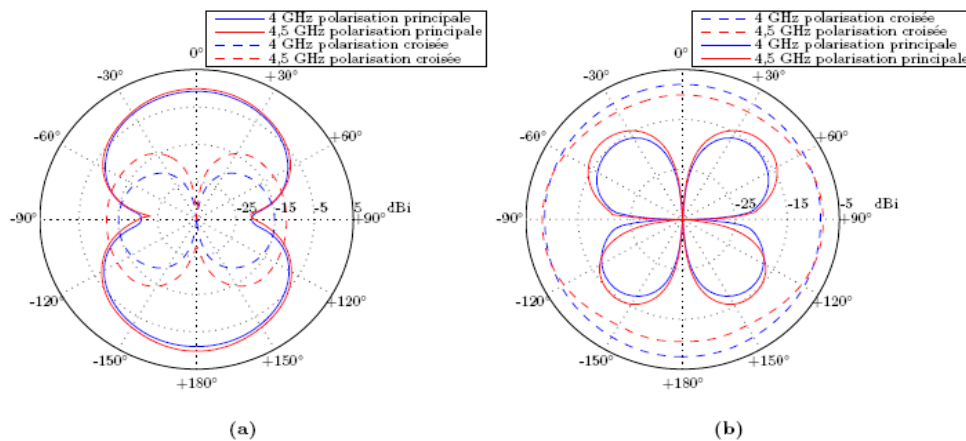 4 GHz polarisation principale
4,5 GHz polarisation principale
4 GHz polarisation croisée
4,5 GHz polarisation croisée
0°
-30°
+30°
-60°
+60°
-90°
-25
-15
-5
5
dBi
+90°
-120°
+120°
-150°
+150°
+180°
(a)
4 GHz polarisation croisée
4,5 GHz polarisation croisée
4 GHz polarisation principale
4,5 GHz polarisation principale
0°
-30°
+30°
-60°
+60°
-90°
-25
-15
-5
dBi
+90°
-120°
+120°
-150°
+150°
+180°
(b)